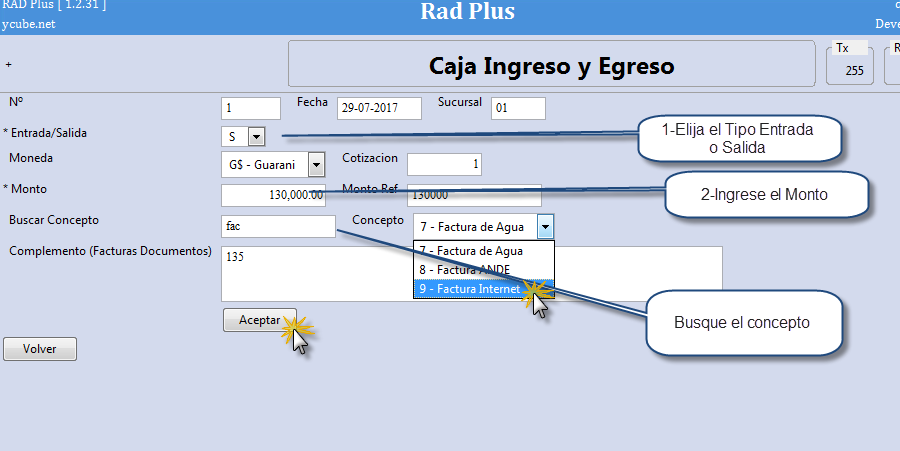 RAD Plus [ 1.2.31 ]
ycube.net
Rad Plus
Deve
+
Caja Ingreso y Egreso
Tx
255
R
Nº 1 Fecha 29-07-2017 Sucursal 01
* Entrada/Salida S
1-Elija el Tipo Entrada
o Salida
Moneda G$ - Guarani Cotizacion 1
* Monto 130,000.00 Monto Ref 130000
2-Ingrese el Monto
Buscar Concepto fac Concepto 7 - Factura de Agua
7 - Factura de Agua
8 - Factura ANDE
9 - Factura Internet
Complemento (Facturas Documentos) 135
Busque el concepto
Aceptar
Volver